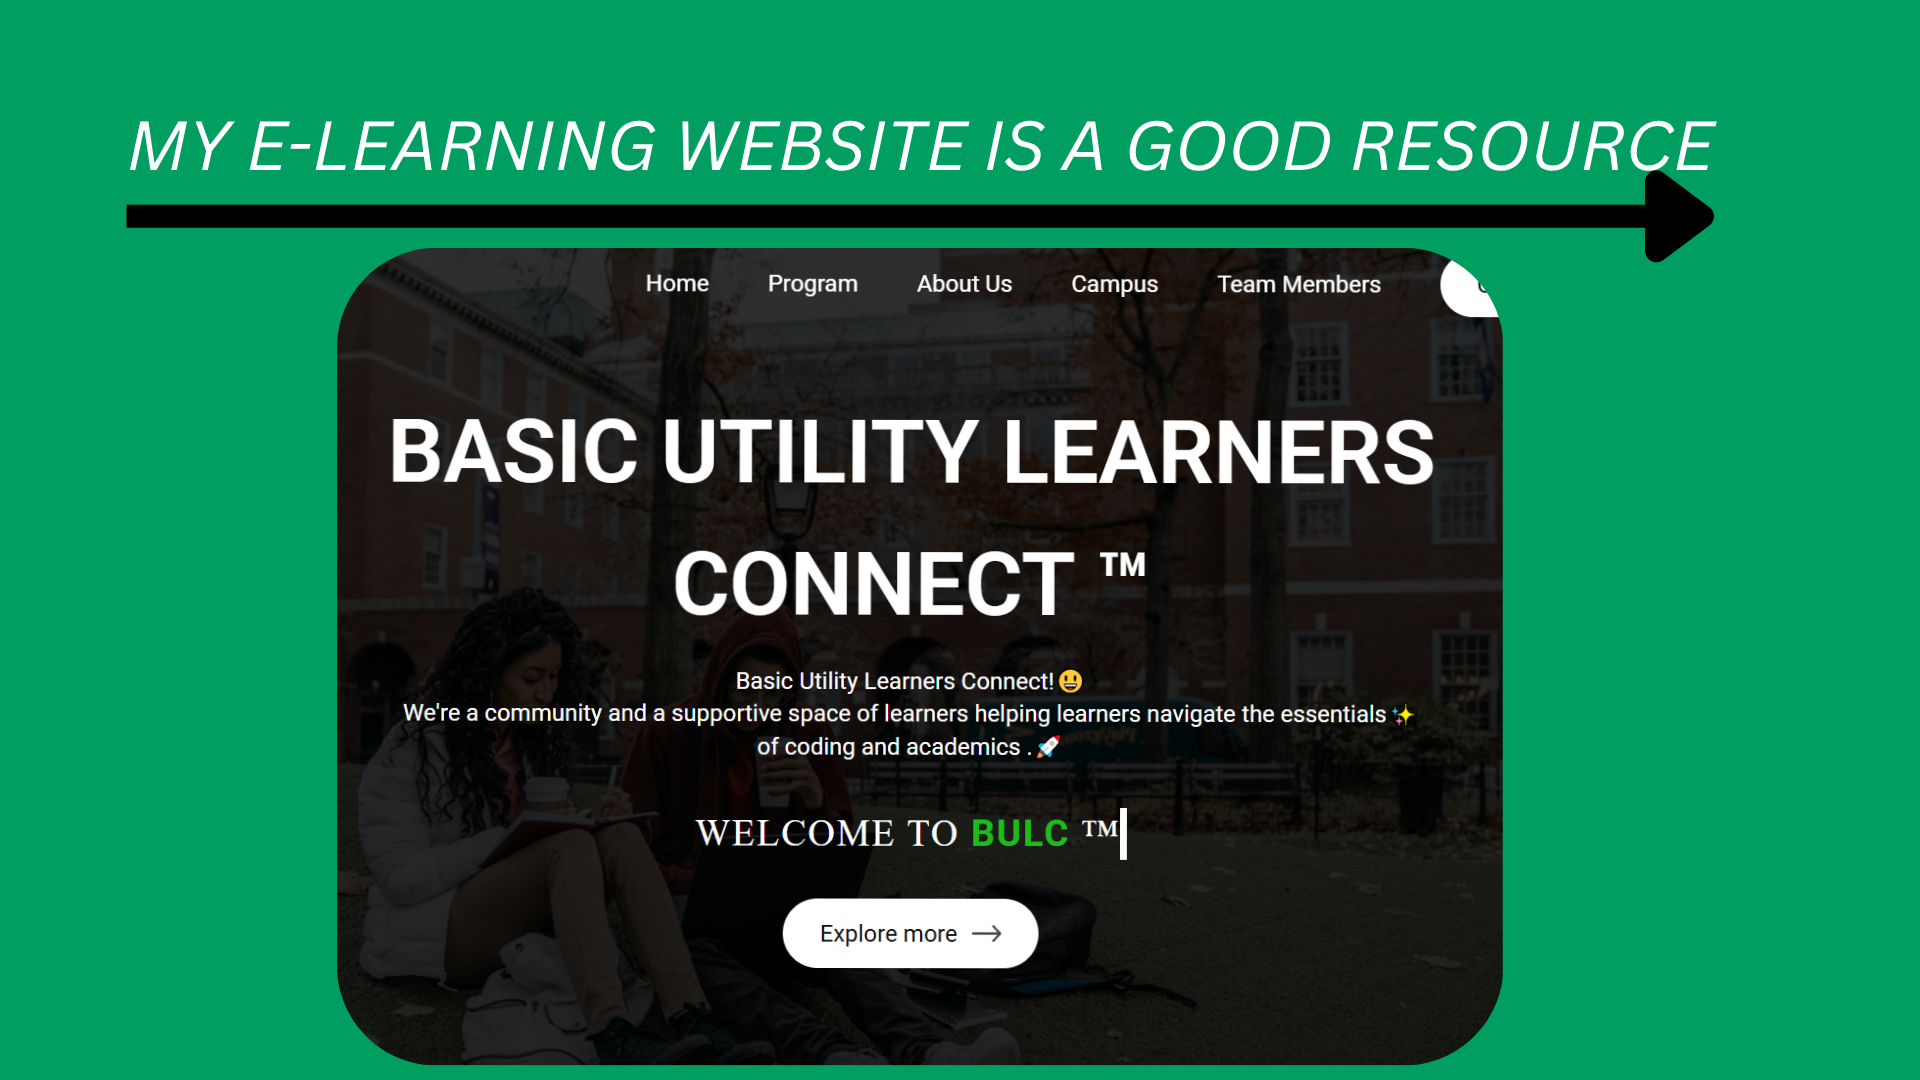 MY E-LEARNING WEBSITE IS A GOOD RESOURCE
Home Program About Us Campus Team Members
BASIC UTILITY LEARNERS
CONNECT ™
Basic Utility Learners Connect!😃
We're a community and a supportive space of learners helping learners navigate the essentials ✨
of coding and academics . 🚀
WELCOME TO BULC ™
Explore more →